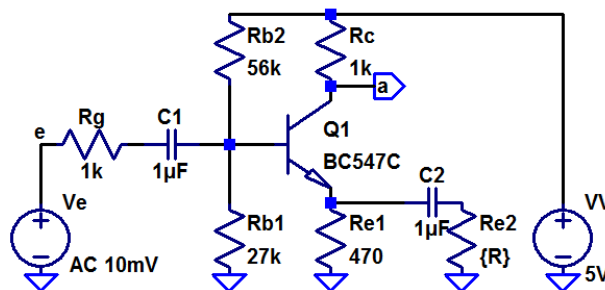 Rb2
56k
Rc
1k
a
Rg
1k
C1
1µF
e
Q1
BC547C
Ve
AC 10mV
Rb1
27k
Re1
470
C2
1µF
Re2
{R}
VV
5V